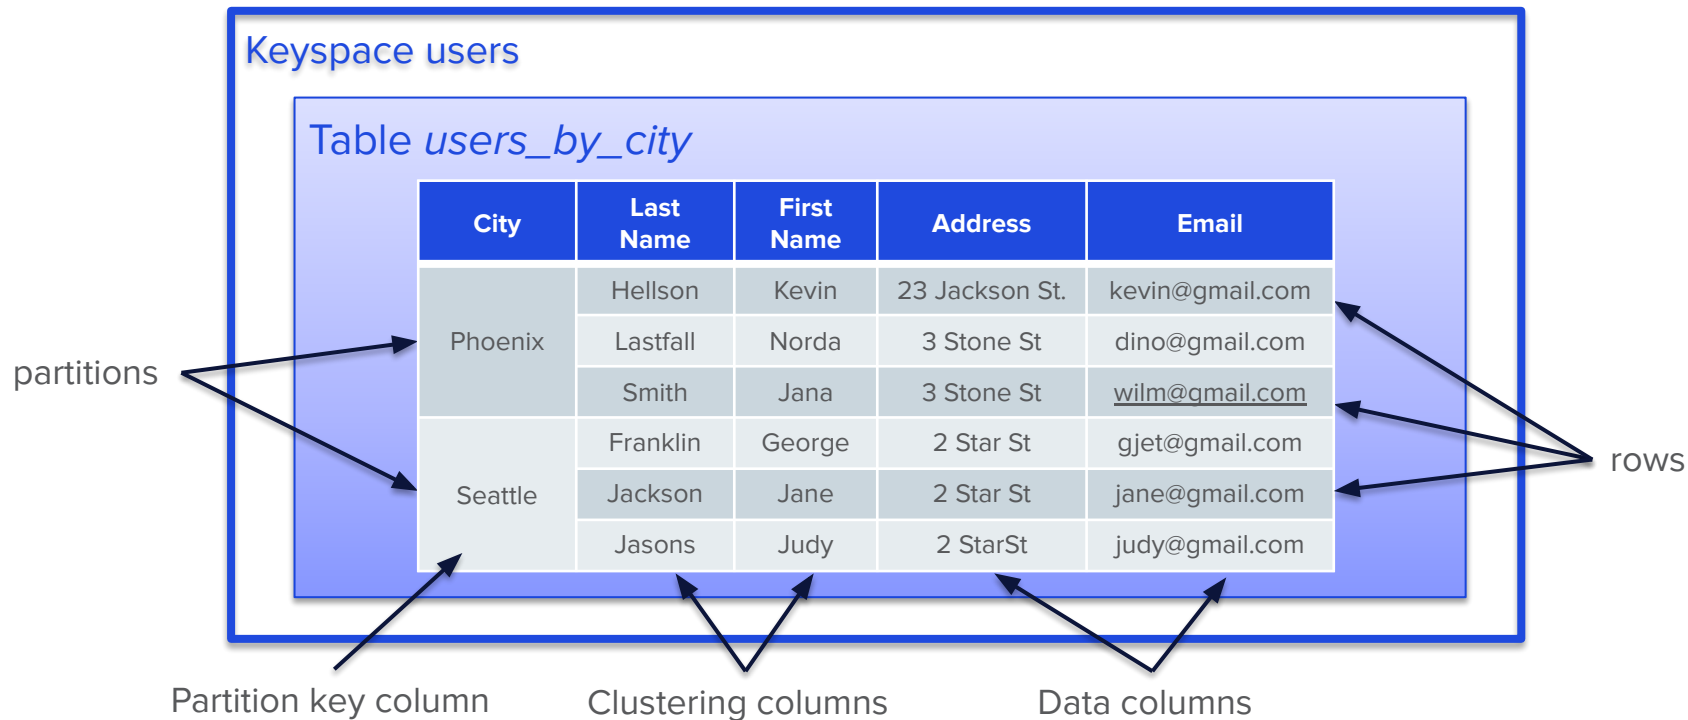 Keyspace users
Table users_by_city
City Last Name First Name Address Email
Phoenix Hellson Kevin 23 Jackson St. kevin@gmail.com
Lastfall Norda 3 Stone St dino@gmail.com
Smith Jana 3 Stone St wilm@gmail.com
Seattle Franklin George 2 Star St gjet@gmail.com
Jackson Jane 2 Star St jane@gmail.com
Jasons Judy 2 StarSt judy@gmail.com
partitions
rows
Partition key column
Clustering columns
Data columns